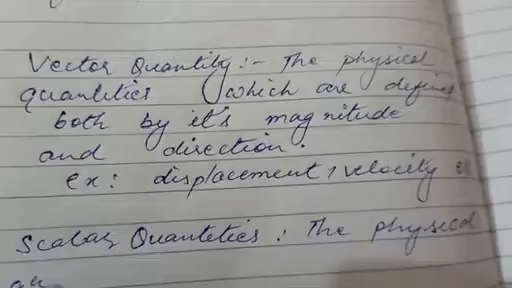 Vector Quantity:- The physical
quantities which are defined
both by it's magnitude
and direction.
ex: displacement, velocity
Scalar Quantities: The physical